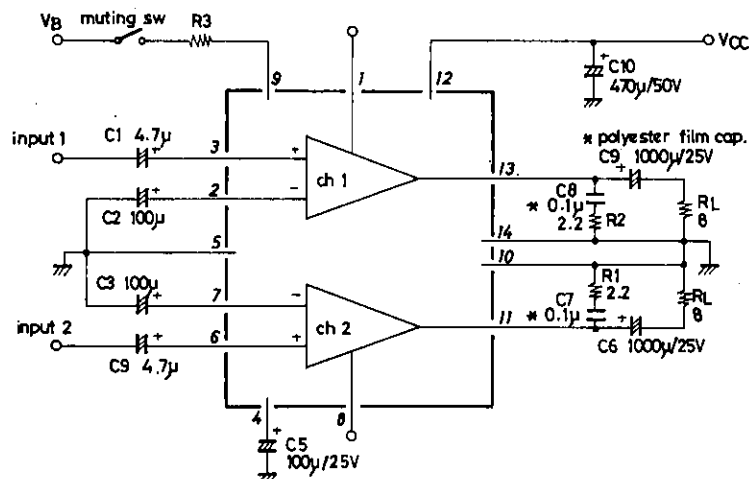 VB muting sw R3
9 1 12
VCC
+ C10
470μ/50V
input 1 C1 4.7μ
+ 3 +
ch 1
2 -
+
C2 100μ
* polyester film cap.
C9 1000μ/25V
+
13
C8
* 0.1μ
2.2 R2
RL
8
14
5
10
C3 100μ
+ 7 -
ch 2
R1
2.2
C7
* 0.1μ
RL
8
input 2
+ 6 +
C9 4.7μ
11
+
C6 1000μ/25V
4 8
+
C5
100μ/25V